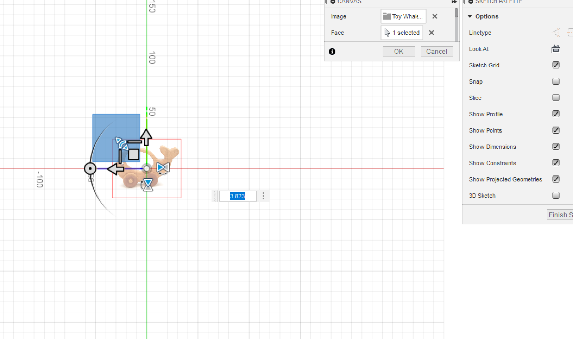 CANVAS
Image Toy Whal...
Face 1 selected
OK Cancel
SKETCH PALETTE
Options
Linetype
Look At
Sketch Grid
Snap
Slice
Show Profile
Show Points
Show Dimensions
Show Constraints
Show Projected Geometries
3D Sketch
Finish S
50
100
50
-100